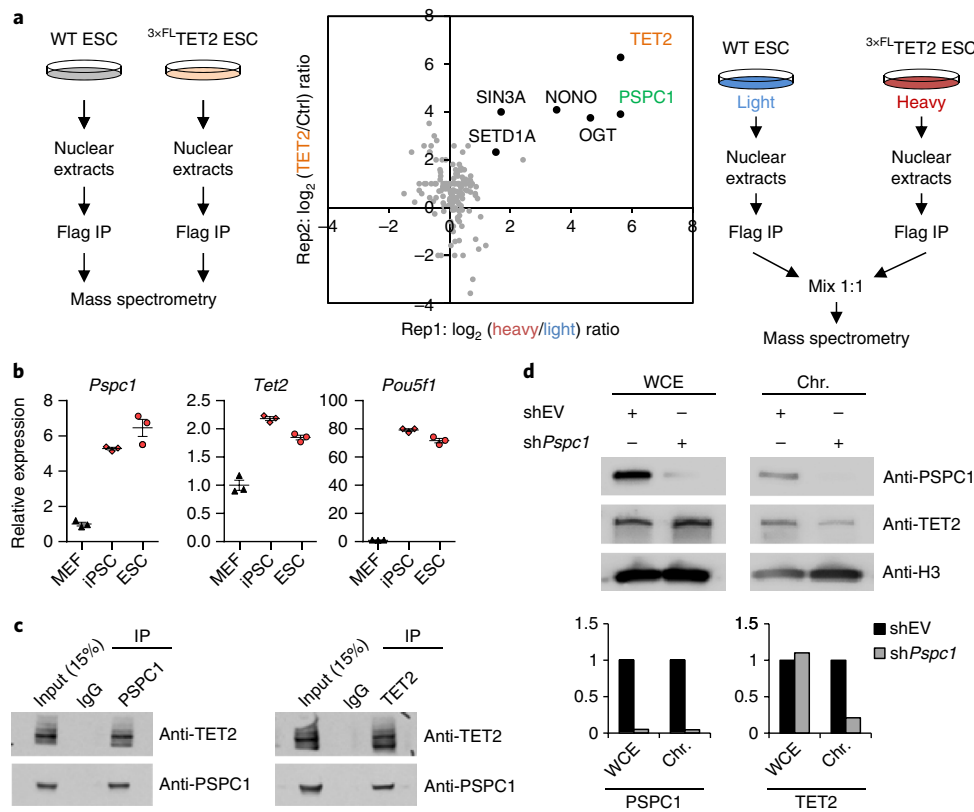 a
WT ESC
3×FLTET2 ESC
Nuclear
extracts
Nuclear
extracts
Flag IP
Flag IP
Mass spectrometry
Rep2: log2 (TET2/Ctrl) ratio
8
6
4
2
0
−2
−4
−4
−2
0
2
4
6
8
TET2
PSPC1
SIN3A
NONO
SETD1A
OGT
Rep1: log2 (heavy/light) ratio
WT ESC
3×FLTET2 ESC
Light
Heavy
Nuclear
extracts
Nuclear
extracts
Flag IP
Flag IP
Mix 1:1
Mass spectrometry
b
Relative expression
Pspc1
8
6
4
2
0
MEF
iPSC
ESC
Tet2
2.5
2.0
1.5
1.0
0.5
0.0
MEF
iPSC
ESC
Pou5f1
100
80
60
40
20
0
MEF
iPSC
ESC
c
Input (15%)
IgG
IP
PSPC1
Anti-TET2
Anti-PSPC1
Input (15%)
IgG
IP
TET2
Anti-TET2
Anti-PSPC1
d
WCE
Chr.
shEV
+
−
+
−
shPspc1
−
+
−
+
Anti-PSPC1
Anti-TET2
Anti-H3
1.5
1
0.5
0
WCE
Chr.
PSPC1
1.5
1
0.5
0
WCE
Chr.
TET2
shEV
shPspc1